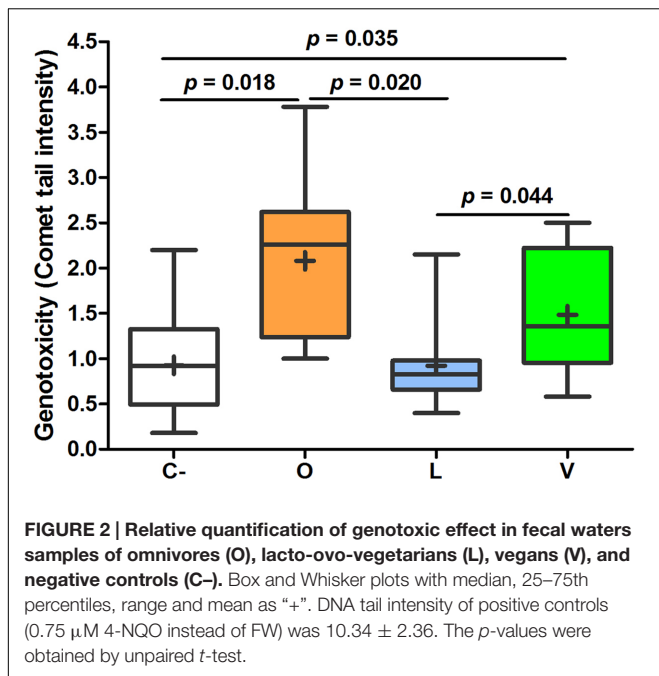 4.5
4.0
3.5
3.0
2.5
2.0
1.5
1.0
0.5
0.0
Genotoxicity (Comet tail intensity)
p = 0.035
p = 0.018
p = 0.020
p = 0.044
C-
O
L
V
FIGURE 2 | Relative quantification of genotoxic effect in fecal waters
samples of omnivores (O), lacto-ovo-vegetarians (L), vegans (V), and
negative controls (C–). Box and Whisker plots with median, 25–75th
percentiles, range and mean as “+”. DNA tail intensity of positive controls
(0.75 μM 4-NQO instead of FW) was 10.34 ± 2.36. The p-values were
obtained by unpaired t-test.